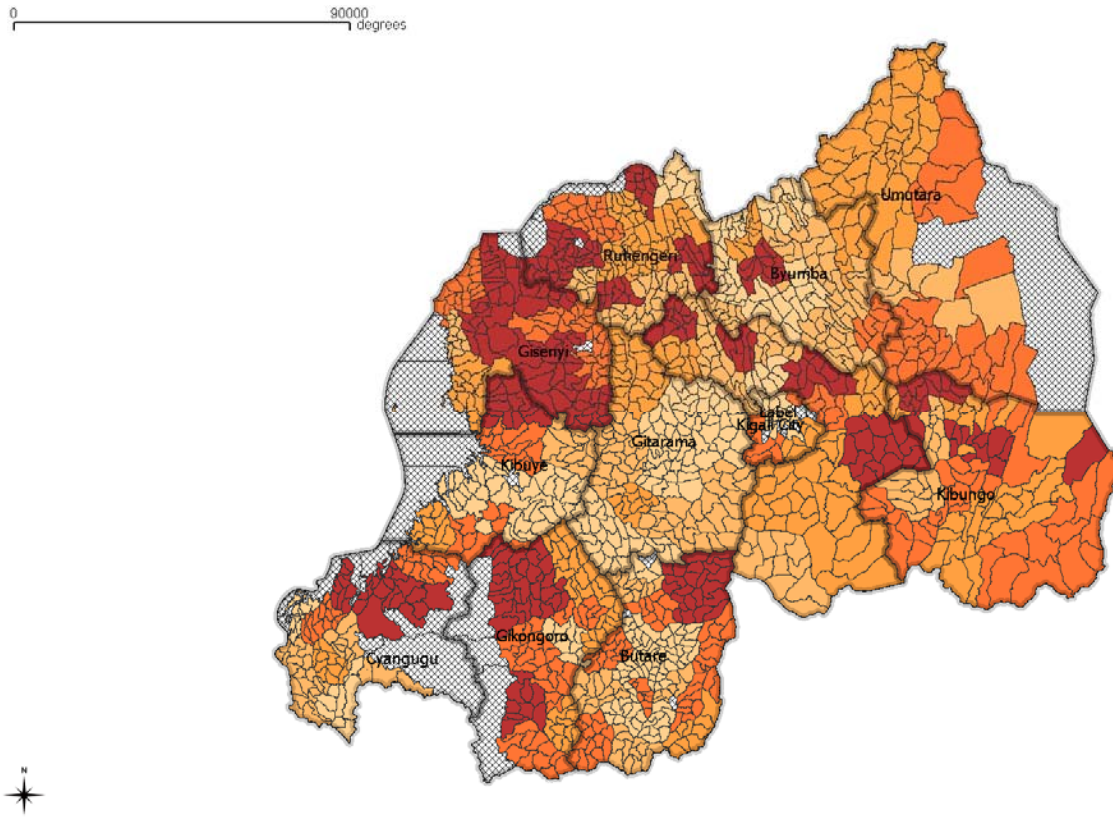 0 90000
degrees
Umutara
Ruhengeri
Byumba
Gisenyi
Label
Kigali City
Gitarama
Kibuye
Kibungo
Gikongoro
Butare
Cyangugu
N